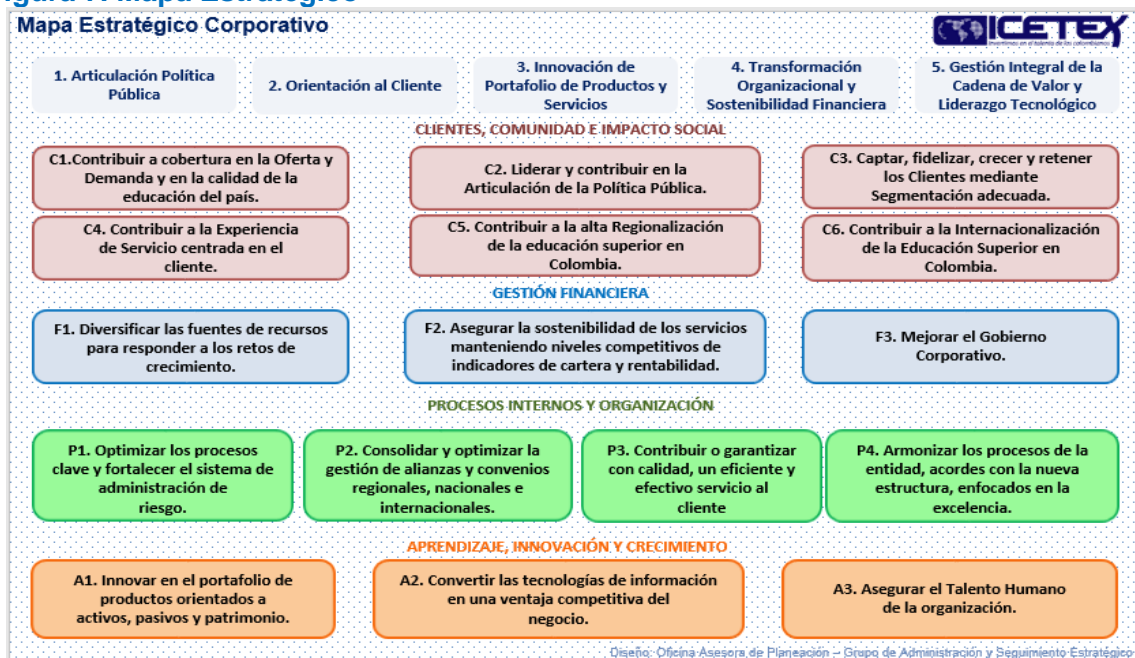 Mapa Estratégico Corporativo
ICETEX
Invertimos en el talento de los colombianos
1. Articulación Política
Pública
2. Orientación al Cliente
3. Innovación de
Portafolio de Productos y
Servicios
4. Transformación
Organizacional y
Sostenibilidad Financiera
5. Gestión Integral de la
Cadena de Valor y
Liderazgo Tecnológico
CLIENTES, COMUNIDAD E IMPACTO SOCIAL
C1.Contribuir a cobertura en la Oferta y
Demanda y en la calidad de la
educación del país.
C2. Liderar y contribuir en la
Articulación de la Política Pública.
C3. Captar, fidelizar, crecer y retener
los Clientes mediante
Segmentación adecuada.
C4. Contribuir a la Experiencia
de Servicio centrada en el
cliente.
C5. Contribuir a la alta Regionalización
de la educación superior en
Colombia.
C6. Contribuir a la Internacionalización
de la Educación Superior en
Colombia.
GESTIÓN FINANCIERA
F1. Diversificar las fuentes de recursos
para responder a los retos de
crecimiento.
F2. Asegurar la sostenibilidad de los servicios
manteniendo niveles competitivos de
indicadores de cartera y rentabilidad.
F3. Mejorar el Gobierno
Corporativo.
PROCESOS INTERNOS Y ORGANIZACIÓN
P1. Optimizar los procesos
clave y fortalecer el sistema de
administración de
riesgo.
P2. Consolidar y optimizar la
gestión de alianzas y convenios
regionales, nacionales e
internacionales.
P3. Contribuir o garantizar
con calidad, un eficiente y
efectivo servicio al
cliente
P4. Armonizar los procesos de la
entidad, acordes con la nueva
estructura, enfocados en la
excelencia.
APRENDIZAJE, INNOVACIÓN Y CRECIMIENTO
A1. Innovar en el portafolio de
productos orientados a
activos, pasivos y patrimonio.
A2. Convertir las tecnologías de información
en una ventaja competitiva del
negocio.
A3. Asegurar el Talento Humano
de la organización.
Diseño: Oficina Asesora de Planeación – Grupo de Administración y Seguimiento Estratégico